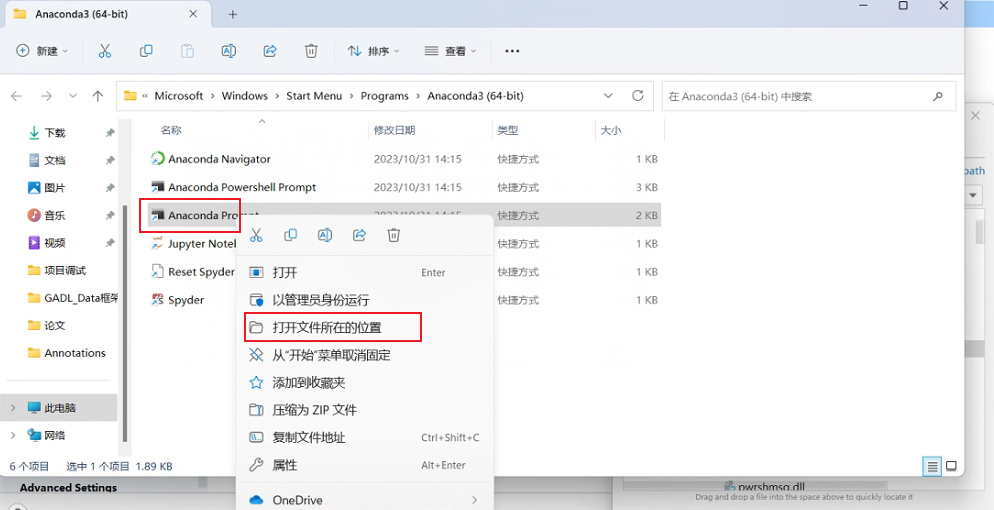 Anaconda3 (64-bit)
新建
排序
查看
« Microsoft > Windows > Start Menu > Programs > Anaconda3 (64-bit)
在 Anaconda3 (64-bit) 中搜索
名称 修改日期 类型 大小
下载
文档
图片
音乐
视频
项目调试
GADL_Data框架
论文
Annotations
此电脑
网络
Anaconda Navigator 2023/10/31 14:15 快捷方式 1 KB
Anaconda Powershell Prompt 2023/10/31 14:15 快捷方式 3 KB
Anaconda Prompt 2023/10/31 14:15 快捷方式 2 KB
Jupyter Noteb 快捷方式 1 KB
Reset Spyder 快捷方式 1 KB
Spyder 快捷方式 1 KB
打开 Enter
以管理员身份运行
打开文件所在的位置
从"开始"菜单取消固定
添加到收藏夹
压缩为 ZIP 文件
复制文件地址 Ctrl+Shift+C
属性 Alt+Enter
OneDrive
6 个项目 选中 1 个项目 1.89 KB
path
Advanced Settings
pwrshmsg.dll
Drag and drop a file into the space above to quickly locate it